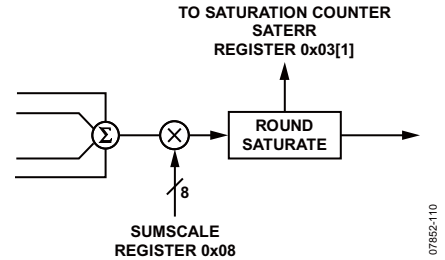 TO SATURATION COUNTER
SATERR
REGISTER 0x03[1]
Σ
×
ROUND
SATURATE
8
SUMSCALE
REGISTER 0x08
07852-110